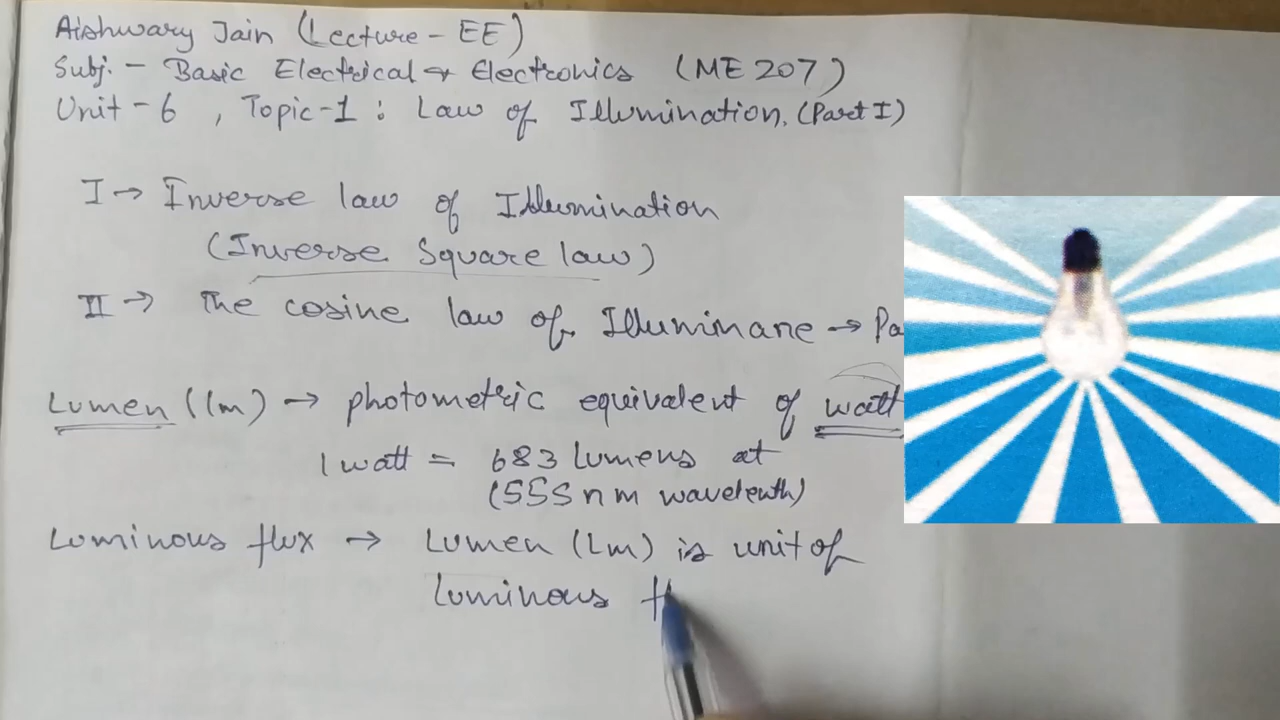 Aishwary Jain (Lecture - EE)
Subj. - Basic Electrical & Electronics (ME 207)
Unit - 6 , Topic - 1 : Law of Illumination. (Part I)
I → Inverse law of Illumination
(Inverse Square law)
II → The cosine law of Illuminane → Pa
Lumen (lm) → photometric equivalent of watt
1 watt = 683 lumens at
(555 nm wavelenth)
Luminous flux → Lumen (Lm) is unit of
luminous fl